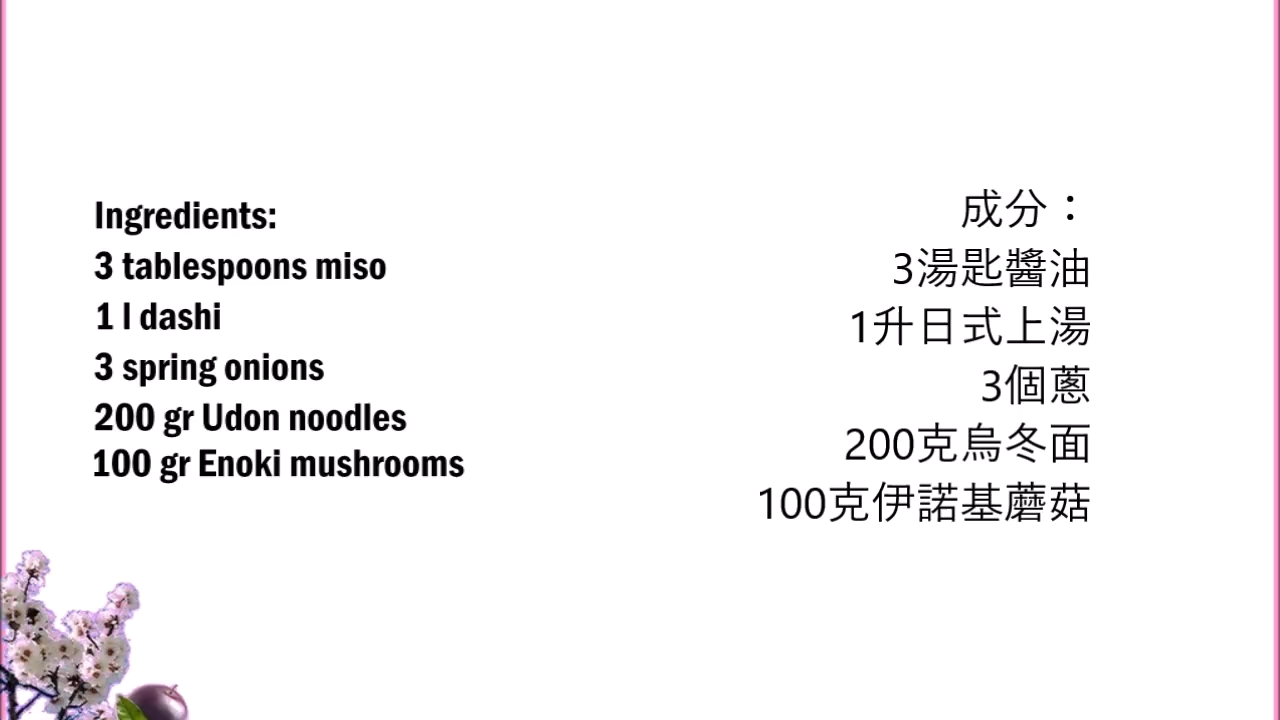 Ingredients:
3 tablespoons miso
1 l dashi
3 spring onions
200 gr Udon noodles
100 gr Enoki mushrooms
成分：
3湯匙醬油
1升日式上湯
3個蔥
200克烏冬面
100克伊諾基蘑菇